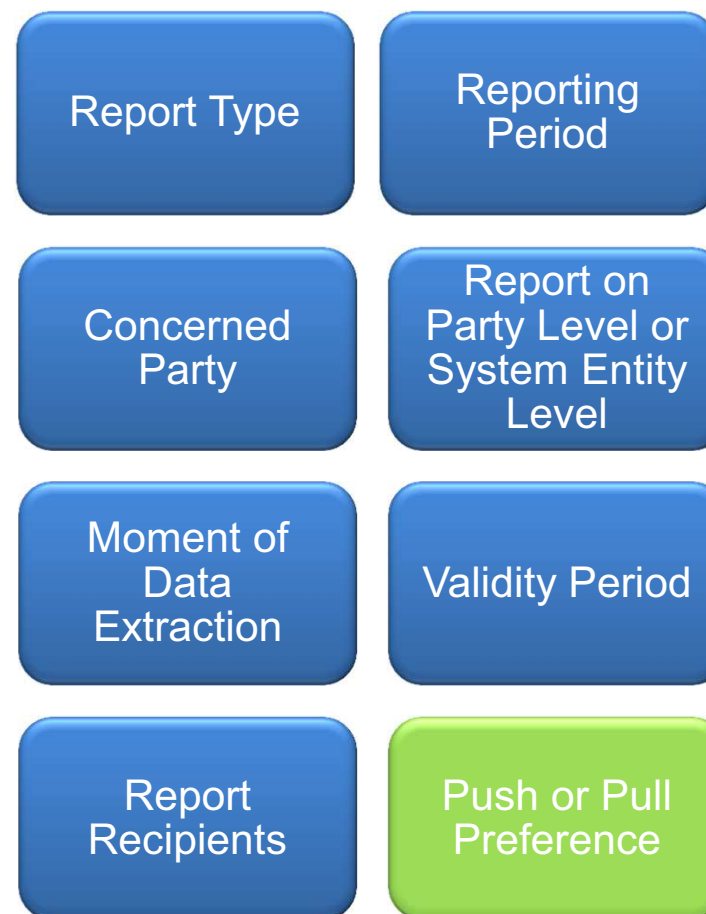 Report Type
Reporting
Period
Concerned
Party
Report on
Party Level or
System Entity
Level
Moment of
Data
Extraction
Validity Period
Report
Recipients
Push or Pull
Preference